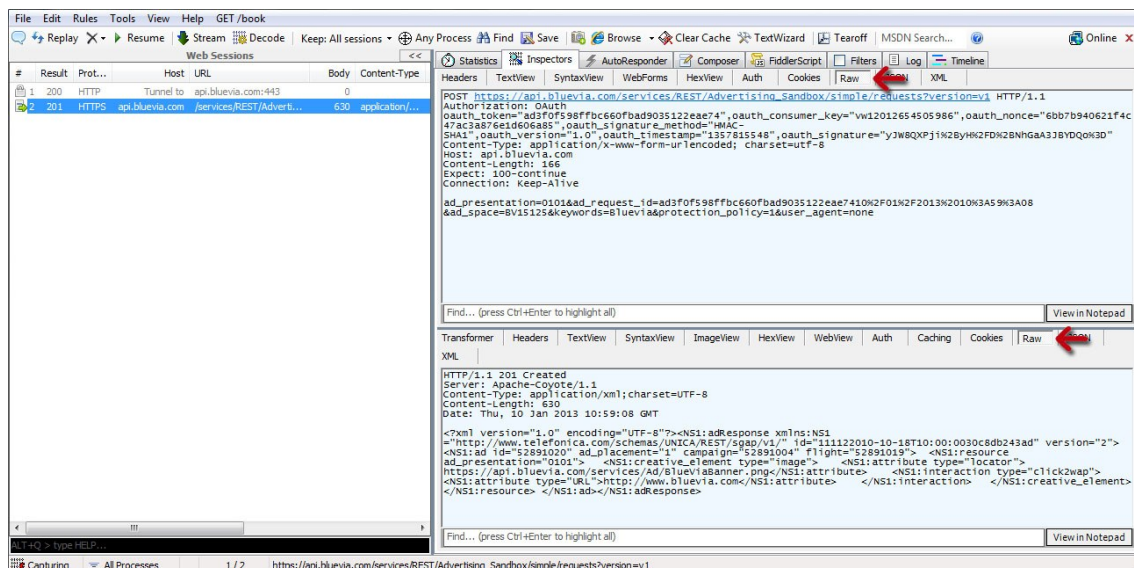 File Edit Rules Tools View Help GET /book
Replay X Resume Stream Decode Keep: All sessions Any Process Find Save Browse Clear Cache TextWizard Tearoff MSDN Search... Online X
Web Sessions <<
# Result Prot... Host URL Body Content-Type
1 200 HTTP Tunnel to api.bluevia.com:443 0
2 201 HTTPS api.bluevia.com /services/REST/Adverti... 630 application/...
Statistics Inspectors AutoResponder Composer FiddlerScript Filters Log Timeline
Headers TextView SyntaxView WebForms HexView Auth Cookies Raw XML
POST https://api.bluevia.com/services/REST/Advertising_Sandbox/simple/requests?version=v1 HTTP/1.1
Authorization: OAuth
oauth_token="ad3f0f598ffbc660fbad9035122eae74",oauth_consumer_key="vw12012654505986",oauth_nonce="6bb7b940621f4c
47ac3a876e1d606a85",oauth_signature_method="HMAC-
SHA1",oauth_version="1.0",oauth_timestamp="1357815548",oauth_signature="yJW8QXPji%2ByH%2FD%2BNhGaA3JBYDQo%3D"
Content-Type: application/x-www-form-urlencoded; charset=utf-8
Host: api.bluevia.com
Content-Length: 166
Expect: 100-continue
Connection: Keep-Alive
ad_presentation=0101&ad_request_id=ad3f0f598ffbc660fbad9035122eae7410%2F01%2F2013%2010%3A59%3A08
&ad_space=BV15125&keywords=Bluevia&protection_policy=1&user_agent=none
Find... (press Ctrl+Enter to highlight all) View in Notepad
Transformer Headers TextView SyntaxView ImageView HexView WebView Auth Caching Cookies Raw
XML
HTTP/1.1 201 Created
Server: Apache-Coyote/1.1
Content-Type: application/xml;charset=UTF-8
Content-Length: 630
Date: Thu, 10 Jan 2013 10:59:08 GMT
<?xml version="1.0" encoding="UTF-8"?><NS1:adResponse xmlns:NS1
="http://www.telefonica.com/schemas/UNICA/REST/sgap/v1/" id="111122010-10-18T10:00:0030c8db243ad" version="2">
<NS1:ad id="52891020" ad_placement="1" campaign="52891004" flight="52891019"> <NS1:resource
ad_presentation="0101"> <NS1:creative_element type="image"> <NS1:attribute type="locator">
https://api.bluevia.com/services/Ad/BlueViaBanner.png</NS1:attribute> <NS1:interaction type="click2wap">
<NS1:attribute type="URL">http://www.bluevia.com</NS1:attribute> </NS1:interaction> </NS1:creative_element>
</NS1:resource> </NS1:ad></NS1:adResponse>
Find... (press Ctrl+Enter to highlight all) View in Notepad
ALT+Q > type HELP...
Capturing All Processes 1 / 2 https://api.bluevia.com/services/REST/Advertising_Sandbox/simple/requests?version=v1